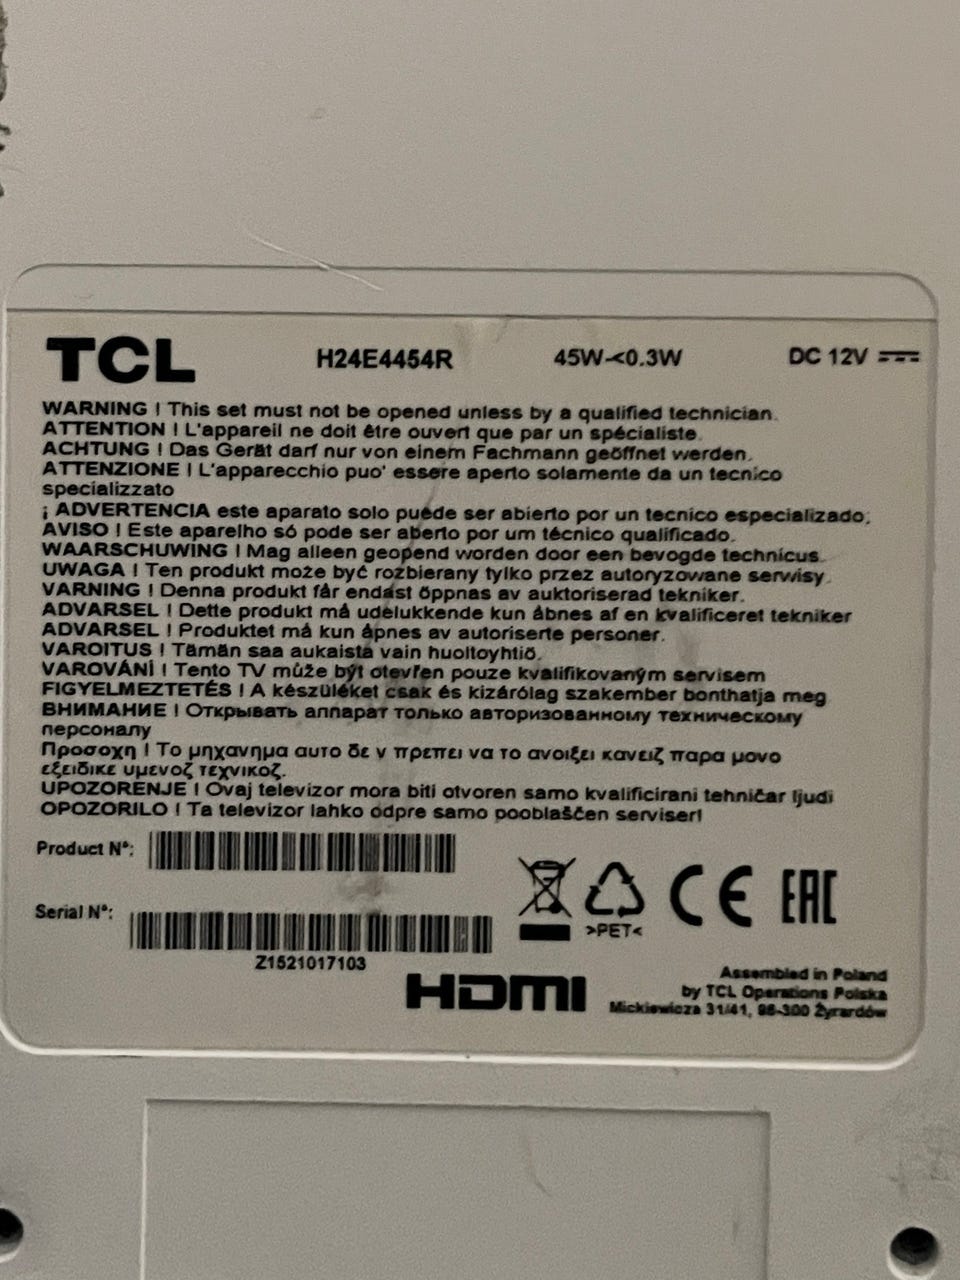 TCL H24E4454R 45W-<0.3W DC 12V
WARNING ! This set must not be opened unless by a qualified technician.
ATTENTION ! L'appareil ne doit être ouvert que par un spécialiste.
ACHTUNG ! Das Gerät darf nur von einem Fachmann geöffnet werden.
ATTENZIONE ! L'apparecchio puo' essere aperto solamente da un tecnico
specializzato
¡ ADVERTENCIA este aparato solo puede ser abierto por un tecnico especializado;
AVISO ! Este aparelho só pode ser aberto por um técnico qualificado.
WAARSCHUWING ! Mag alleen geopend worden door een bevogde technicus.
UWAGA ! Ten produkt może być rozbierany tylko przez autoryzowane serwisy.
VARNING ! Denna produkt får endast öppnas av auktoriserad tekniker.
ADVARSEL ! Dette produkt må udelukkende kun åbnes af en kvalificeret tekniker
ADVARSEL ! Produktet må kun åpnes av autoriserte personer.
VAROITUS ! Tämän saa aukaista vain huoltoyhtiö.
VAROVÁNÍ ! Tento TV může být otevřen pouze kvalifikovaným servisem
FIGYELMEZTETÉS ! A készüléket csak és kizárólag szakember bonthatja meg
ВНИМАНИЕ ! Открывать аппарат только авторизованному техническому
персоналу
Προσοχη ! Το μηχανημα αυτο δε ν πρεπει να το ανοιξει κανειζ παρα μονο
εξειδικε υμενοζ τεχνικοζ.
UPOZORENJE ! Ovaj televizor mora biti otvoren samo kvalificirani tehničar ljudi
OPOZORILO ! Ta televizor lahko odpre samo pooblaščen serviser!
Product N°:
Serial N°:
Z1521017103
>PET<
CE EAC
HDMI
Assembled in Poland
by TCL Operations Polska
Mickiewicza 31/41, 96-300 Żyrardów